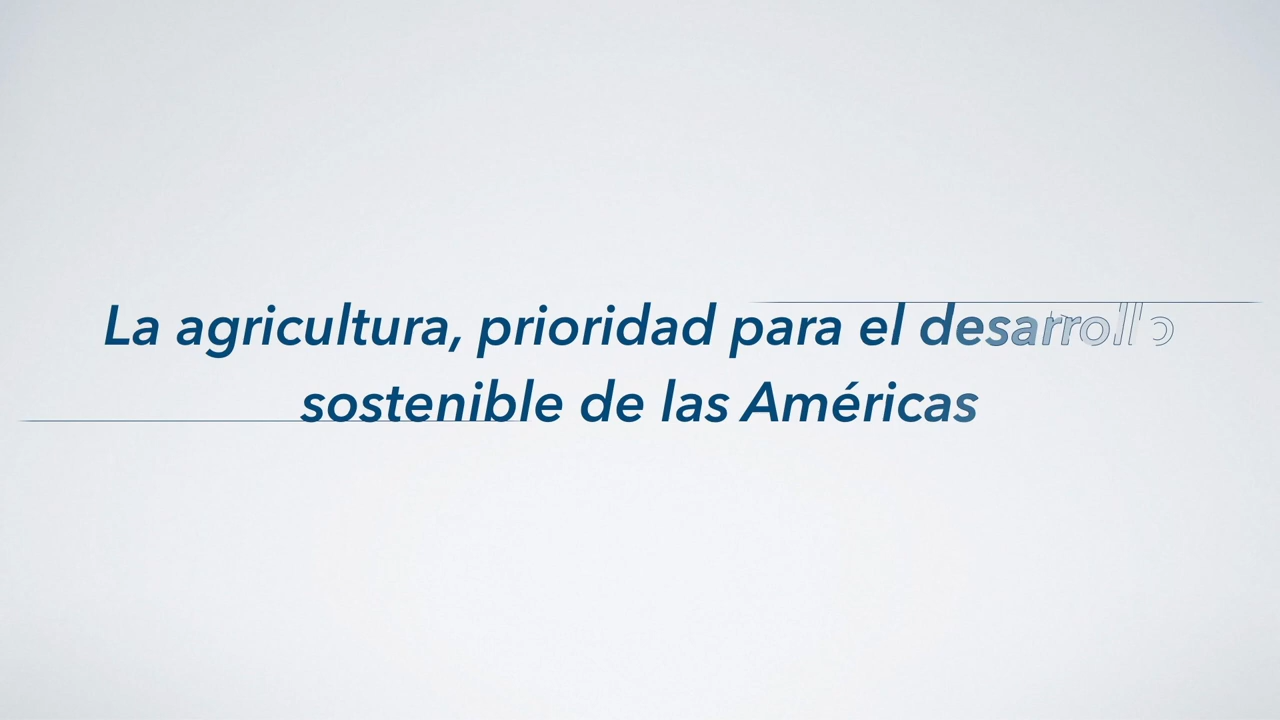 La agricultura, prioridad para el desarrollo
sostenible de las Américas